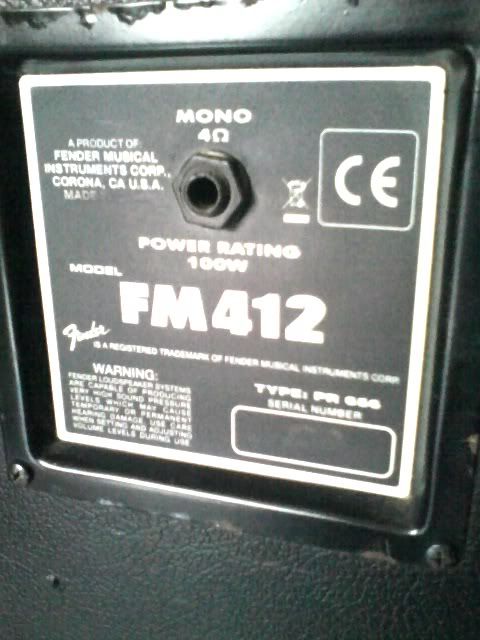 MONO
4Ω
A PRODUCT OF
FENDER MUSICAL
INSTRUMENTS CORP.,
CORONA, CA U.S.A.
MADE
CE
POWER RATING
100W
MODEL
FM412
Fender
IS A REGISTERED TRADEMARK OF FENDER MUSICAL INSTRUMENTS CORP.
WARNING:
FENDER LOUDSPEAKER SYSTEMS
ARE CAPABLE OF PRODUCING
VERY HIGH SOUND PRESSURE
LEVELS WHICH MAY CAUSE
TEMPORARY OR PERMANENT
HEARING DAMAGE. USE CARE
WHEN SETTING AND ADJUSTING
VOLUME LEVELS DURING USE
TYPE: PR
SERIAL NUMBER